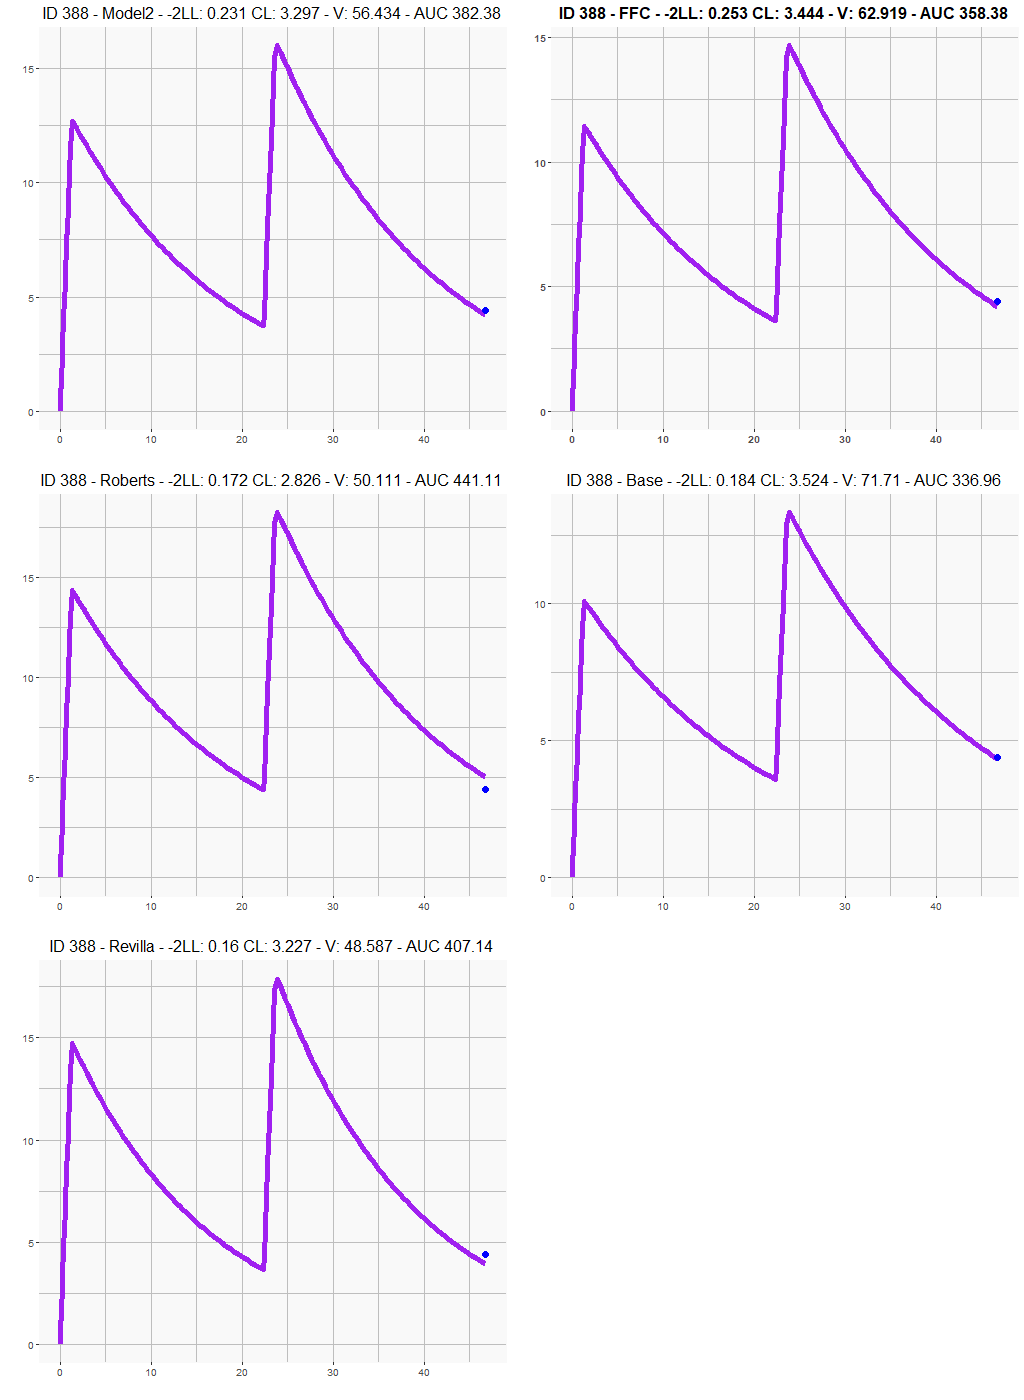 ID 388 - Model2 - -2LL: 0.231 CL: 3.297 - V: 56.434 - AUC 382.38
15
10
5
0
0 10 20 30 40
ID 388 - FFC - -2LL: 0.253 CL: 3.444 - V: 62.919 - AUC 358.38
15
10
5
0
0 10 20 30 40
ID 388 - Roberts - -2LL: 0.172 CL: 2.826 - V: 50.111 - AUC 441.11
15
10
5
0
0 10 20 30 40
ID 388 - Base - -2LL: 0.184 CL: 3.524 - V: 71.71 - AUC 336.96
10
5
0
0 10 20 30 40
ID 388 - Revilla - -2LL: 0.16 CL: 3.227 - V: 48.587 - AUC 407.14
15
10
5
0
0 10 20 30 40